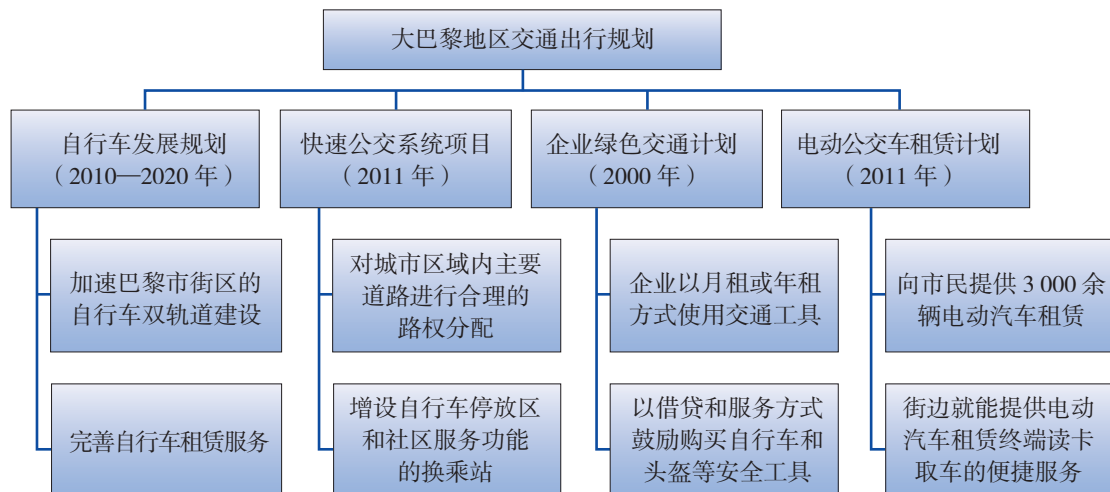 大巴黎地区交通出行规划
自行车发展规划
（2010—2020 年）
快速公交系统项目
（2011 年）
企业绿色交通计划
（2000 年）
电动公交车租赁计划
（2011 年）
加速巴黎市街区的
自行车双轨道建设
对城市区域内主要
道路进行合理的
路权分配
企业以月租或年租
方式使用交通工具
向市民提供 3 000 余
辆电动汽车租赁
完善自行车租赁服务
增设自行车停放区
和社区服务功能
的换乘站
以借贷和服务方式
鼓励购买自行车和
头盔等安全工具
街边就能提供电动
汽车租赁终端读卡
取车的便捷服务